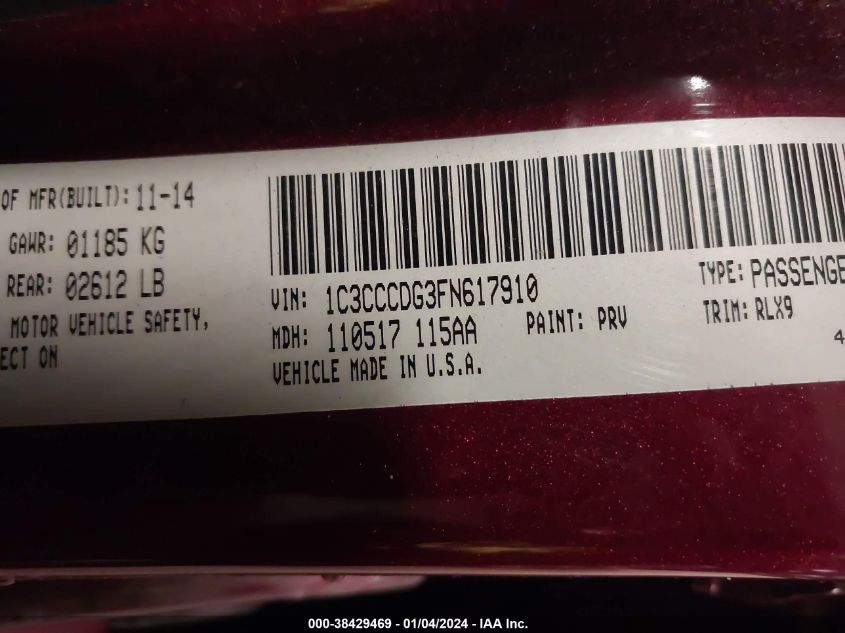 OF MFR(BUILT): 11-14
GAWR: 01185 KG
REAR: 02612 LB
MOTOR VEHICLE SAFETY,
ECT ON
VIN: 1C3CCCDG3FN617910
MDH: 110517 115AA
PAINT: PRV
VEHICLE MADE IN U.S.A.
TYPE: PASSENGE
TRIM: RLX9
4
000-38429469 - 01/04/2024 - IAA Inc.